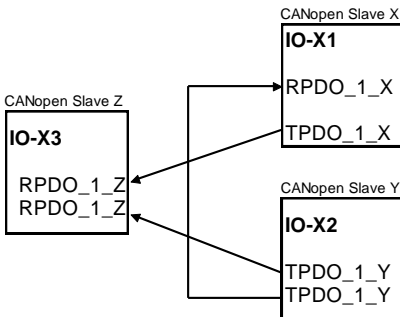 CANopen Slave X
IO-X1
RPDO_1_X
TPDO_1_X
CANopen Slave Z
IO-X3
RPDO_1_Z
RPDO_1_Z
CANopen Slave Y
IO-X2
TPDO_1_Y
TPDO_1_Y